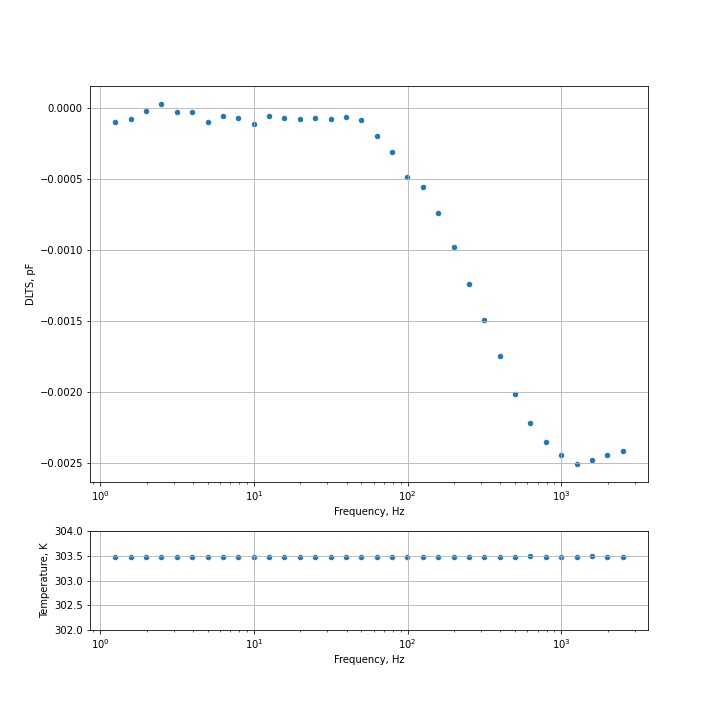 0.0000
−0.0005
−0.0010
−0.0015
−0.0020
−0.0025
DLTS, pF
10⁰ 10¹ 10² 10³
Frequency, Hz
304.0
303.5
303.0
302.5
302.0
Temperature, K
10⁰ 10¹ 10² 10³
Frequency, Hz